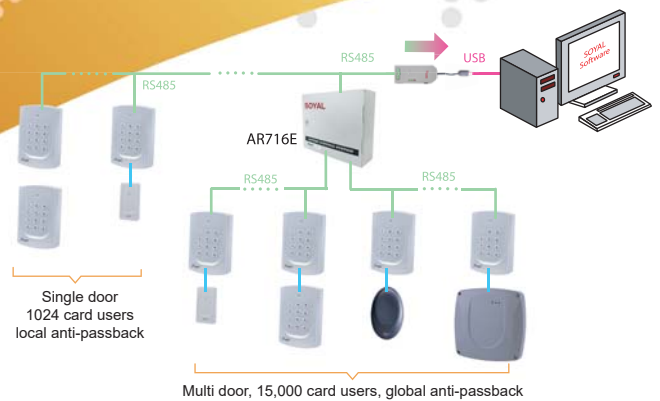 RS485
USB
SOYAL
Software
RS485
SOYAL
AR716E
RS485
RS485
Single door
1024 card users
local anti-passback
Multi door, 15,000 card users, global anti-passback